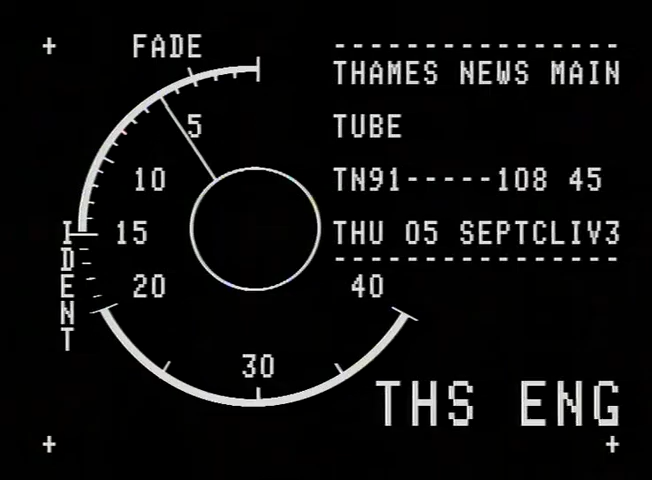 FADE
THAMES NEWS MAIN
TUBE
5
10
TN91-----108 45
15
THU 05 SEPTCLIV3
IDENT
20
40
30
THS ENG